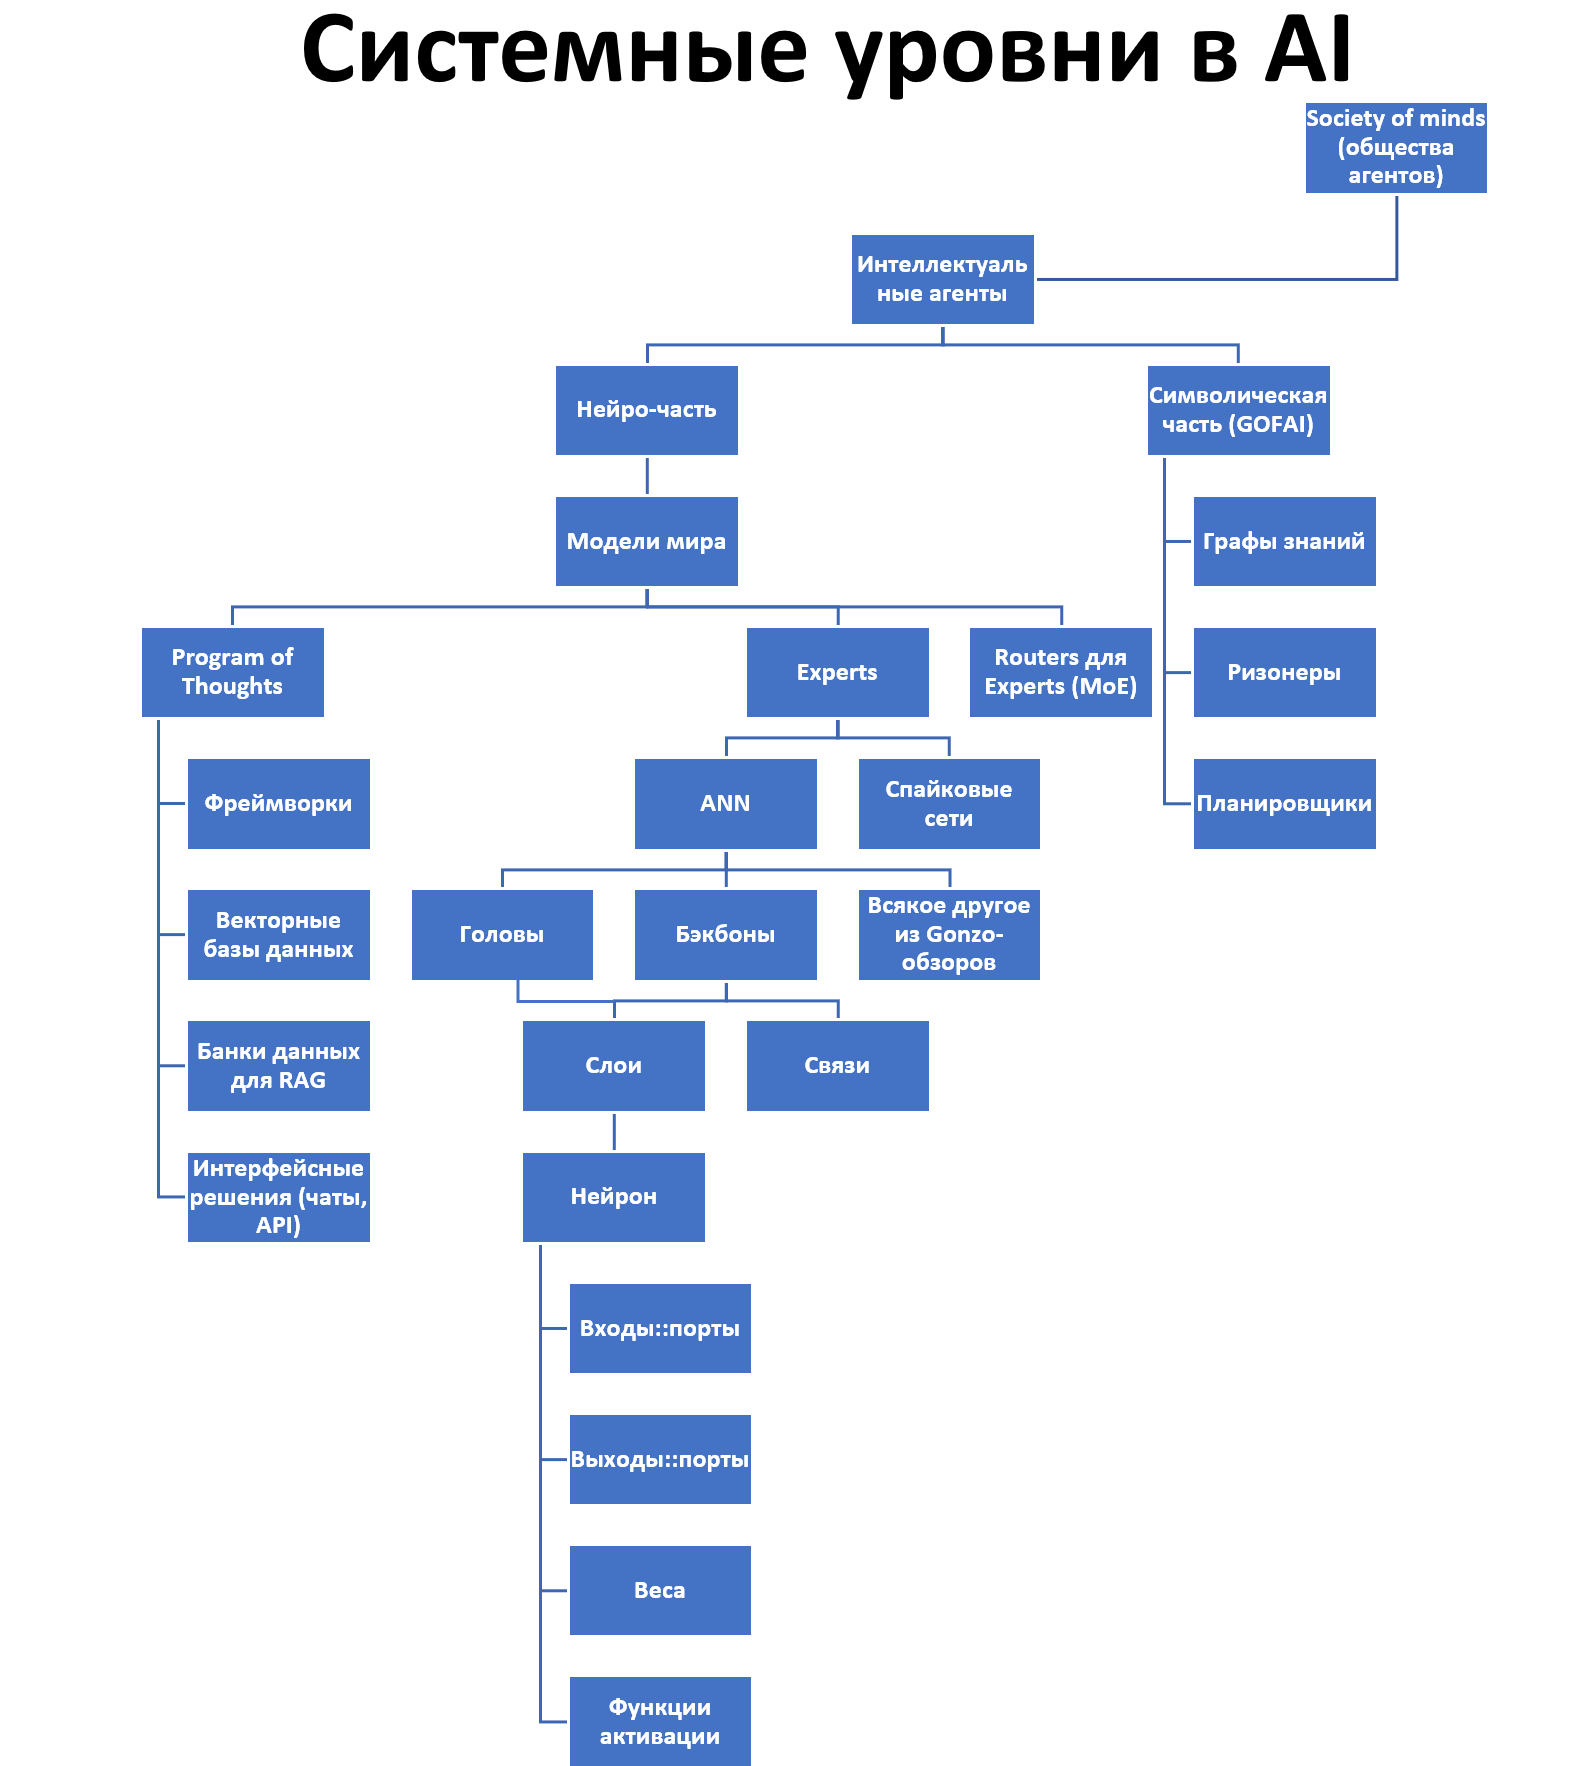 Системные уровни в AI
Society of minds
(общества
агентов)
Интеллектуаль
ные агенты
Нейро-часть
Символическая
часть (GOFAI)
Модели мира
Графы знаний
Program of
Thoughts
Experts
Routers для
Experts (MoE)
Ризонеры
Фреймворки
ANN
Спайковые
сети
Планировщики
Векторные
базы данных
Головы
Бэкбоны
Всякое другое
из Gonzo-
обзоров
Банки данных
для RAG
Слои
Связи
Интерфейсные
решения (чаты,
API)
Нейрон
Входы::порты
Выходы::порты
Веса
Функции
активации